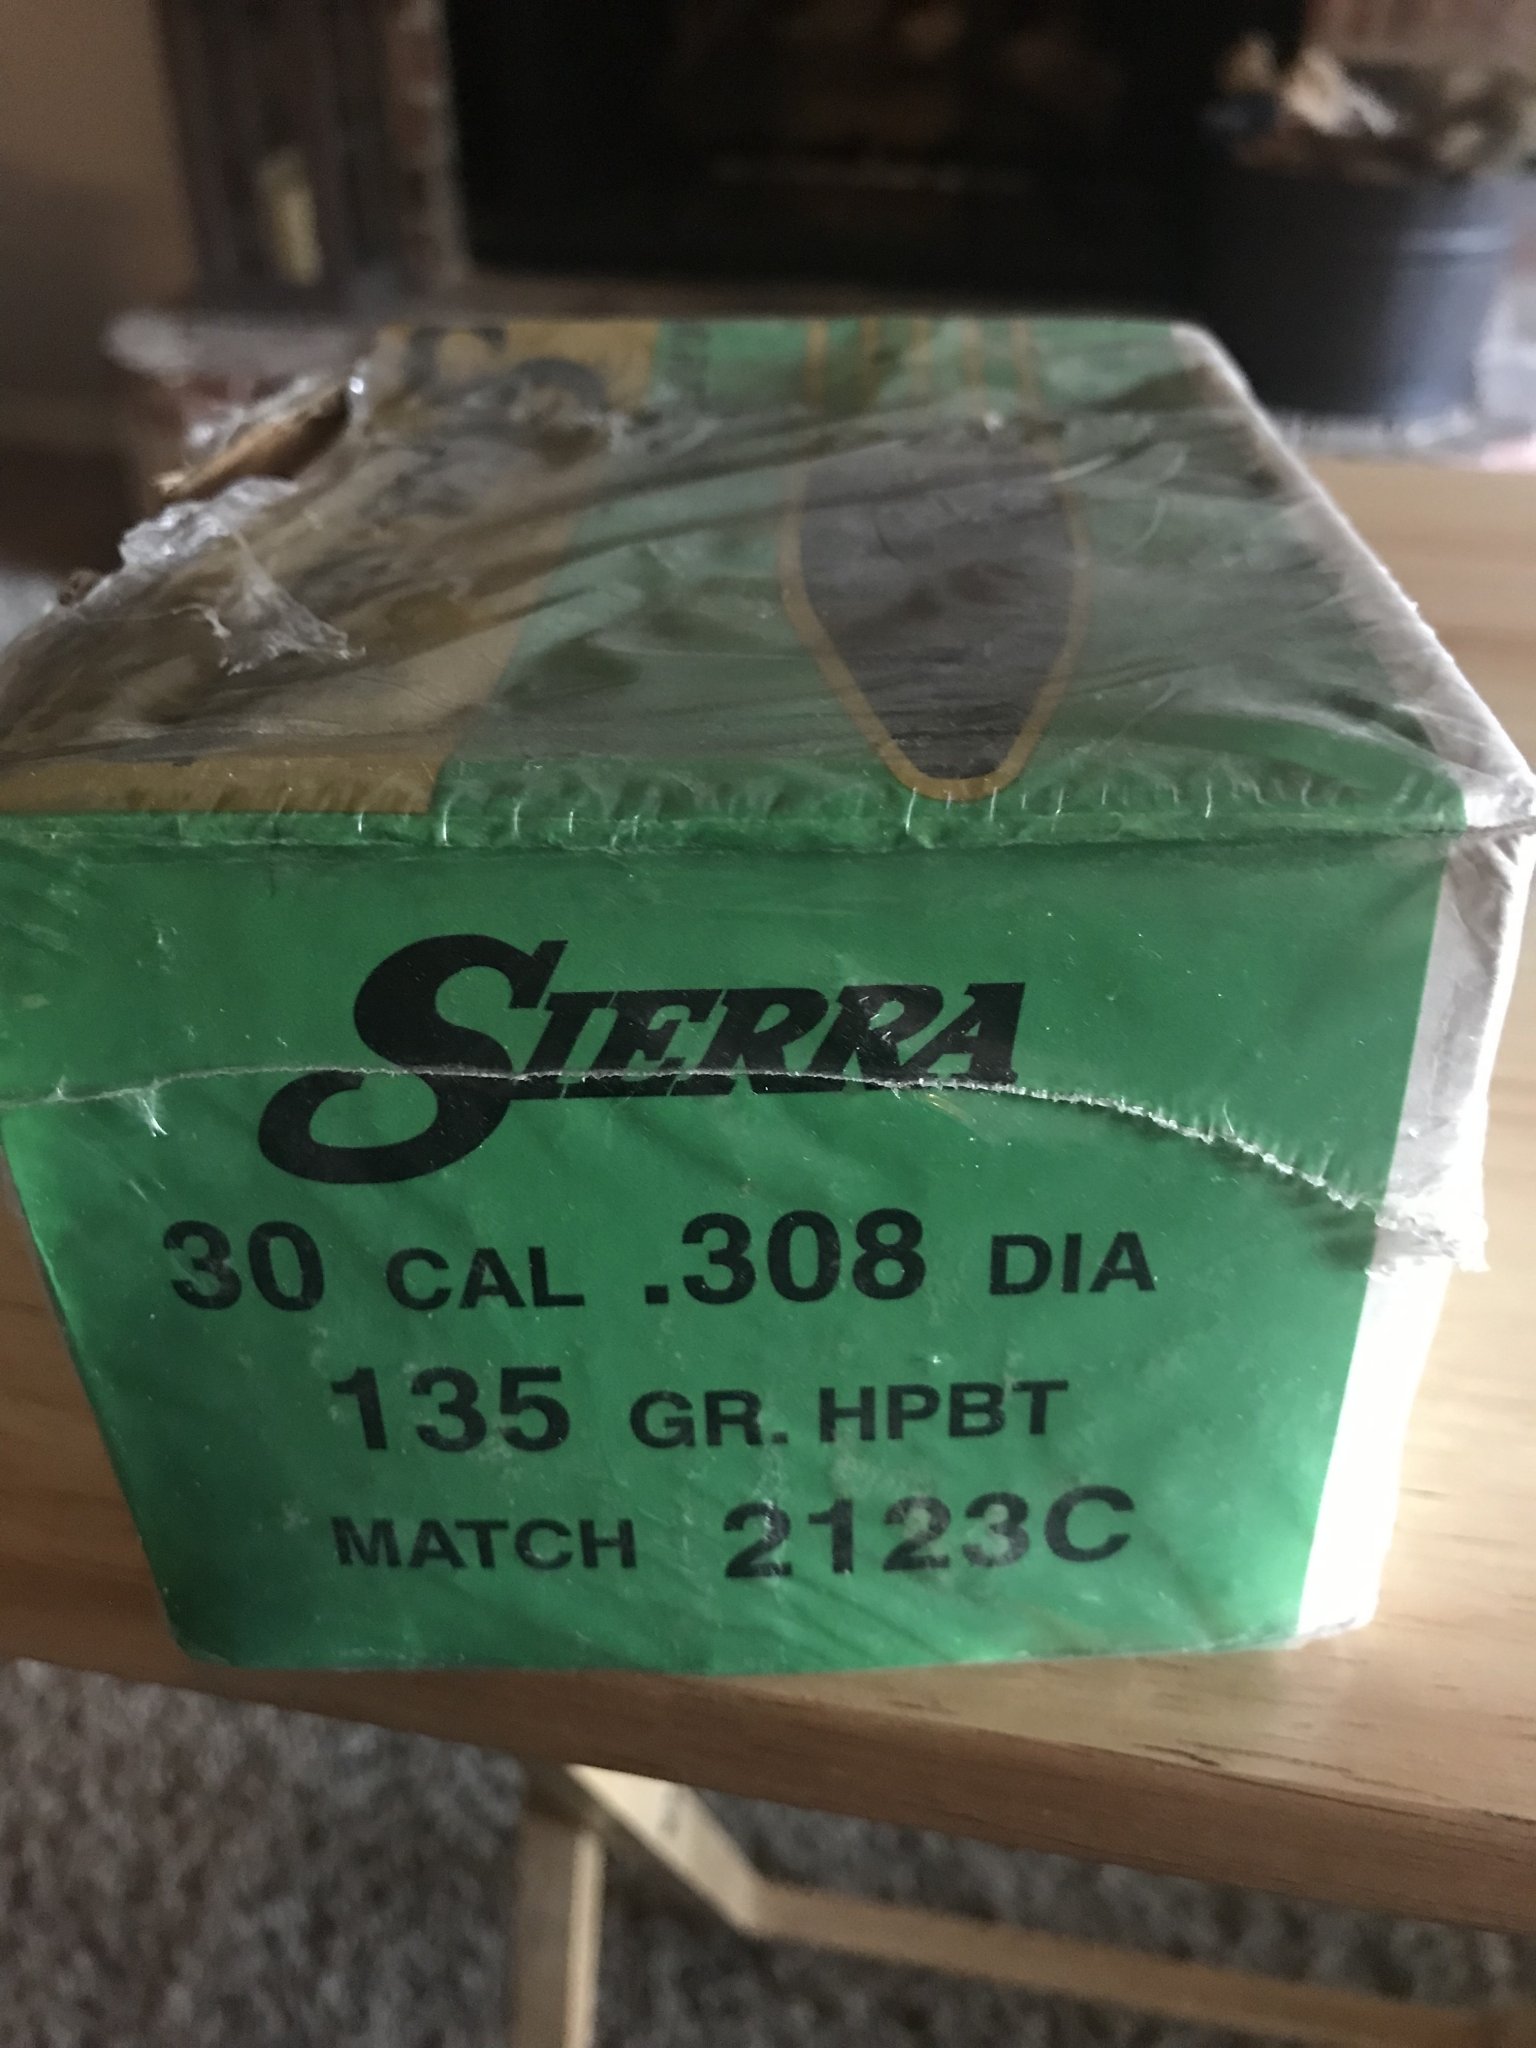 SIERRA
30 CAL .308 DIA
135 GR. HPBT
MATCH 2123C